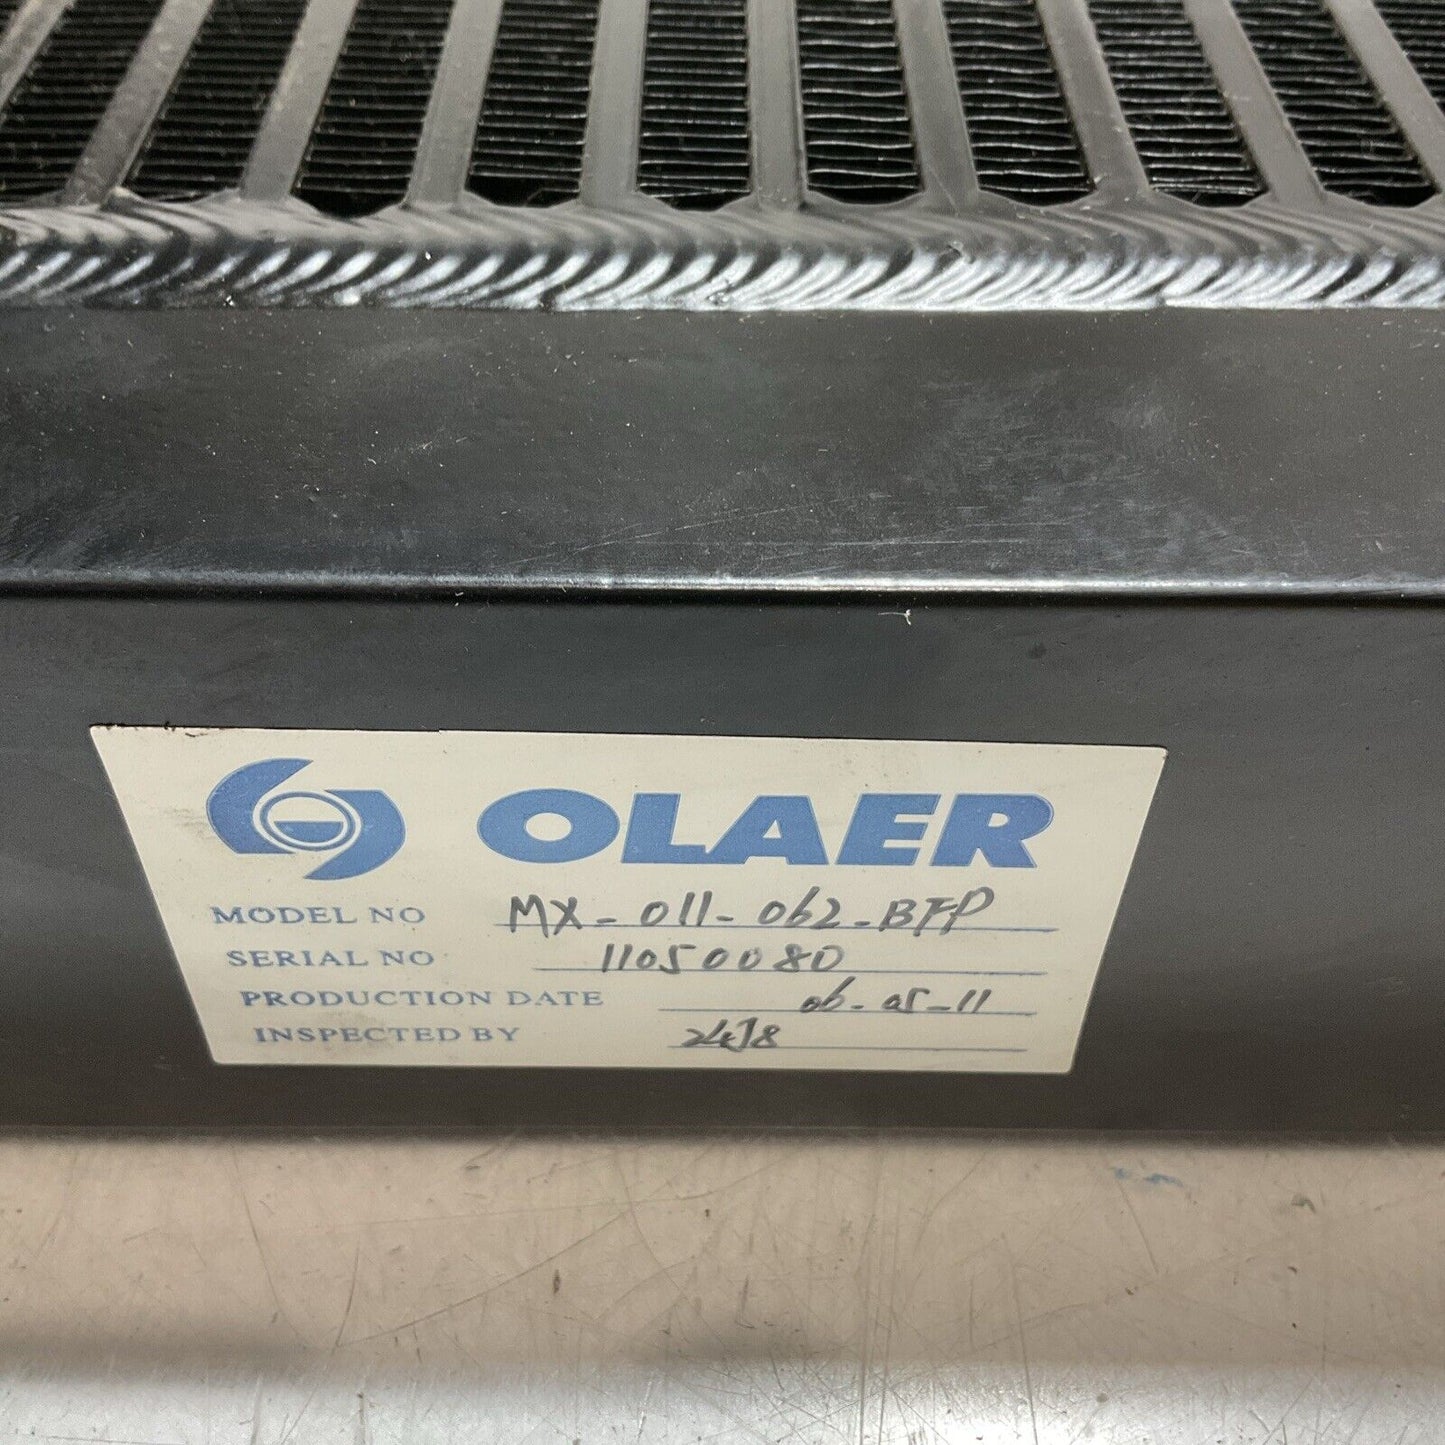 OLAER
MODEL NO MX-011-062-BFP
SERIAL NO 11050080
PRODUCTION DATE 06-05-11
INSPECTED BY